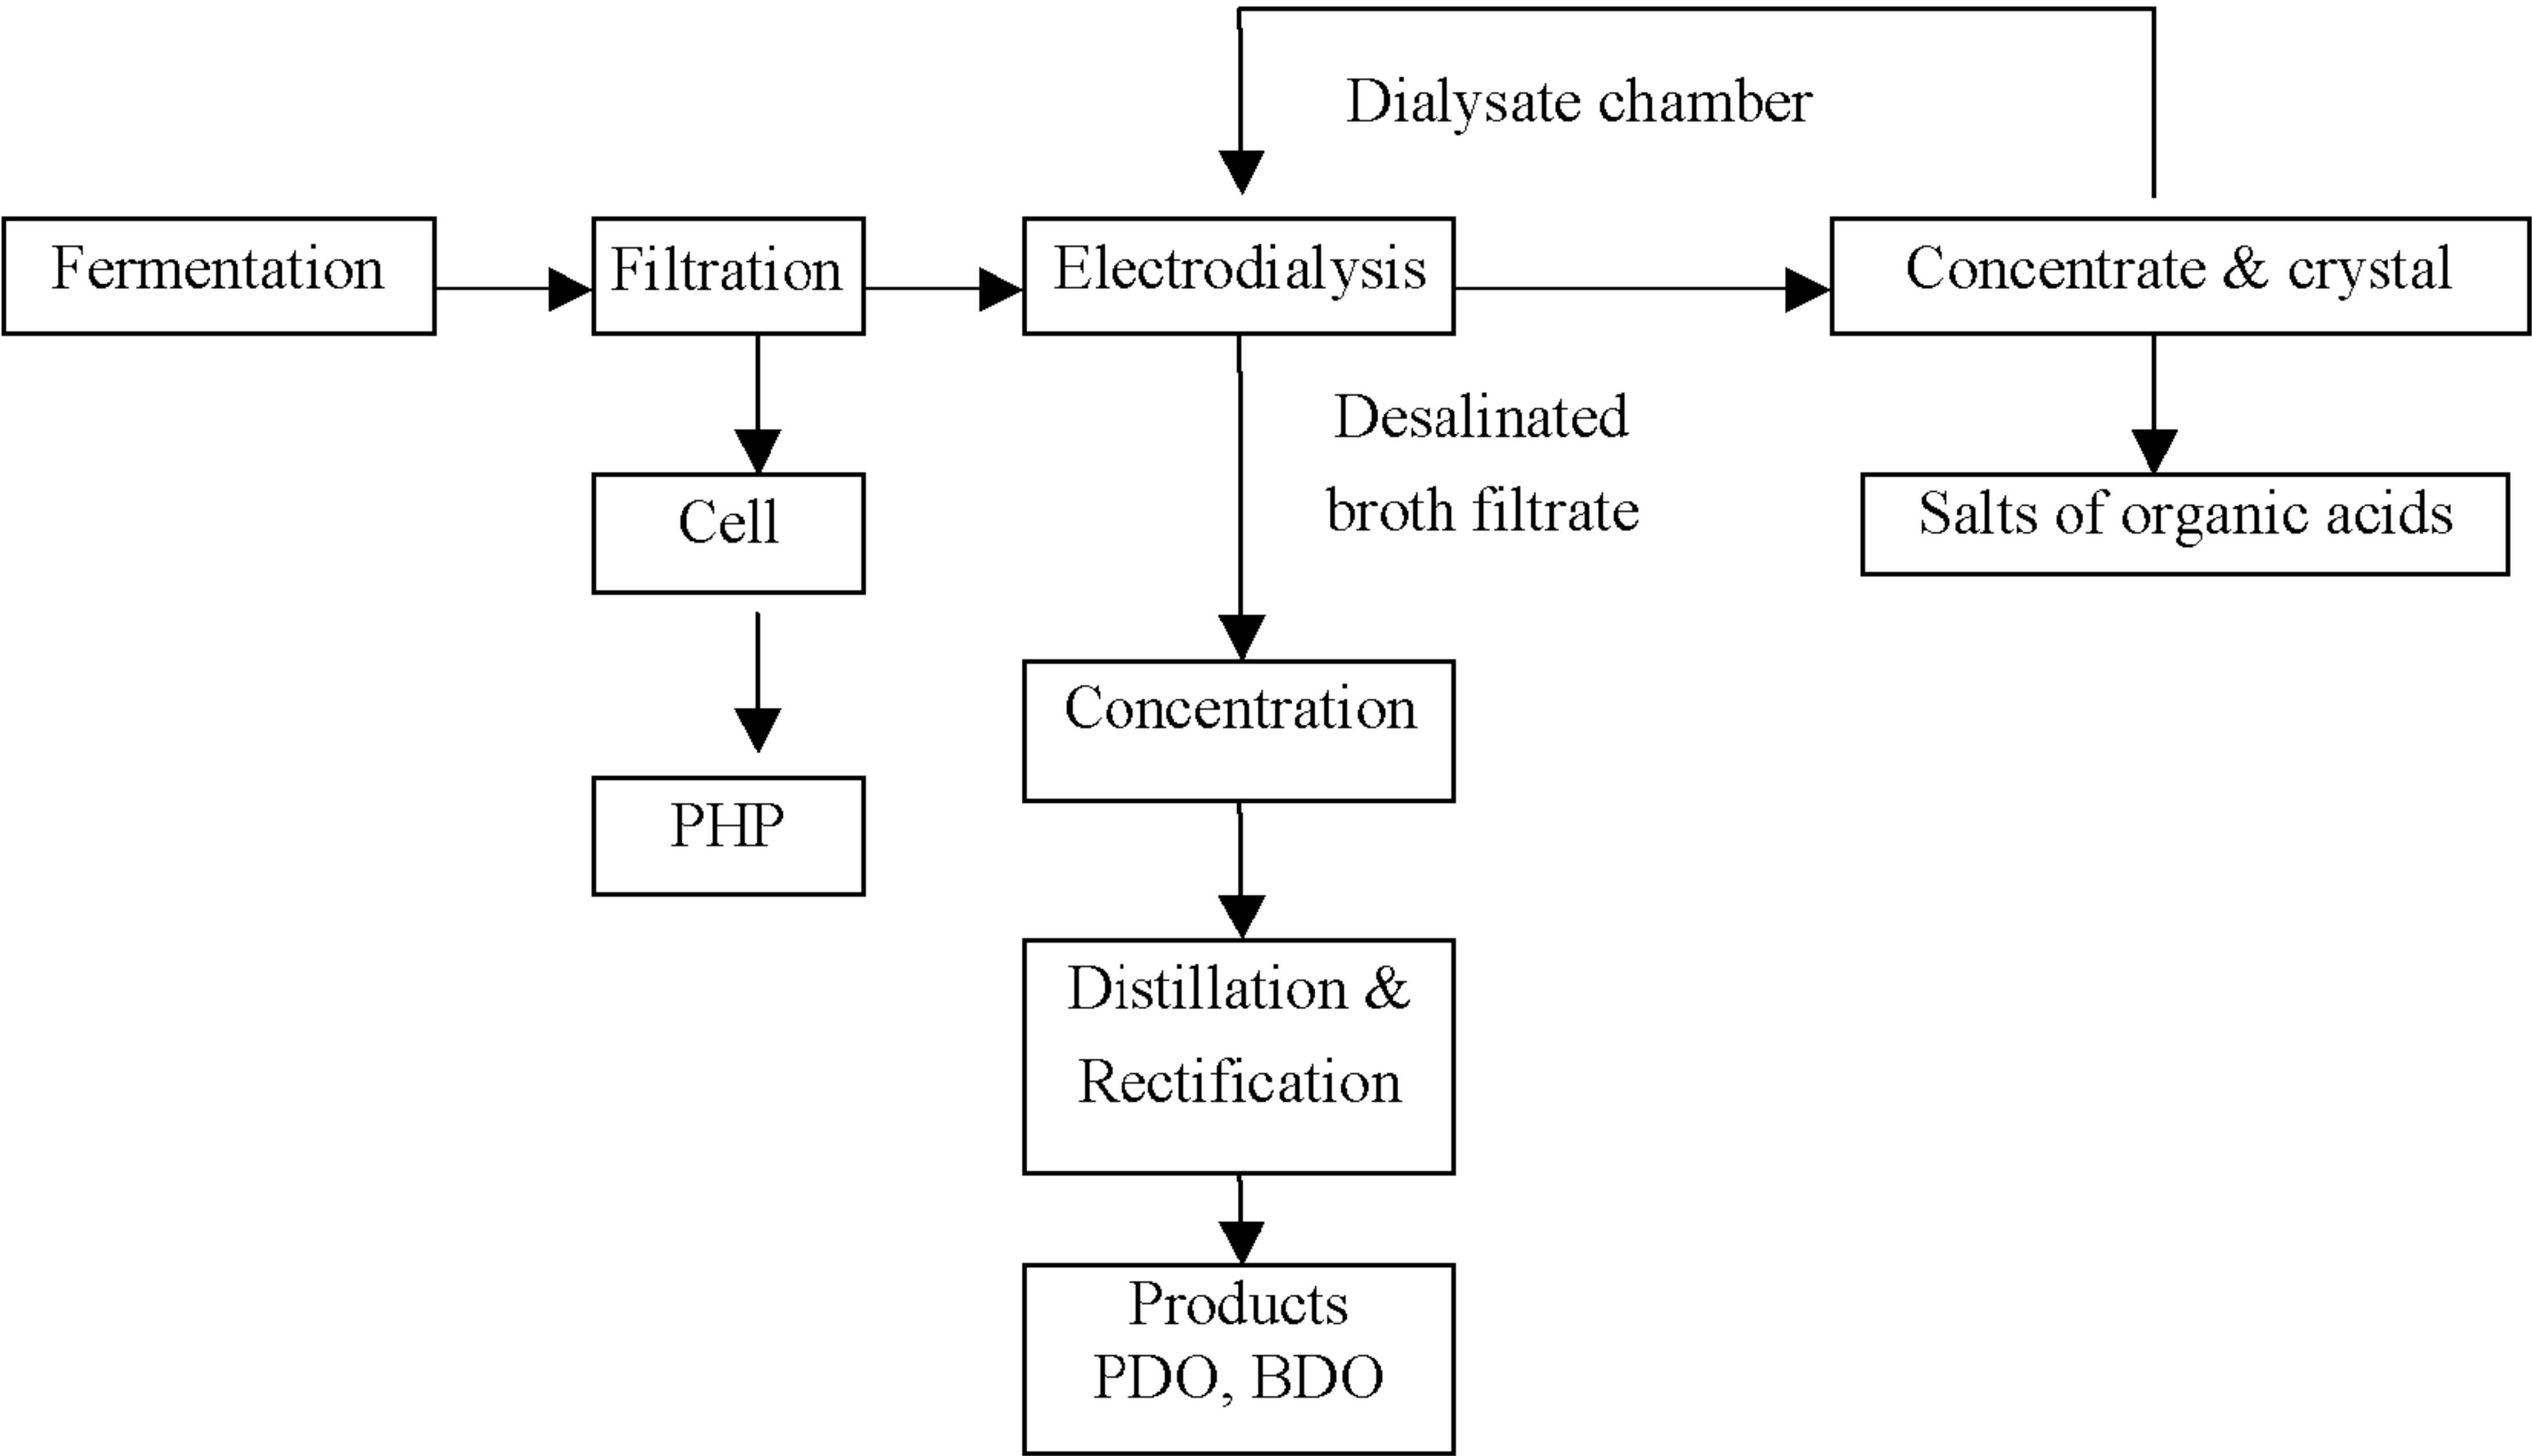 Dialysate chamber
Fermentation
Filtration
Electrodialysis
Concentrate & crystal
Desalinated
broth filtrate
Cell
Salts of organic acids
Concentration
PHP
Distillation &
Rectification
Products
PDO, BDO